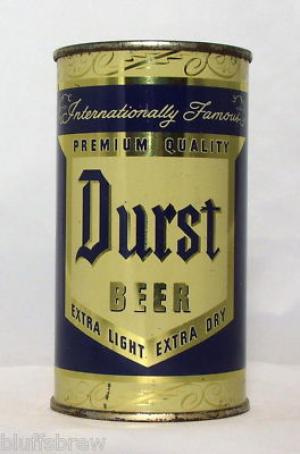 Internationally Famous
PREMIUM QUALITY
Durst
BEER
EXTRA LIGHT EXTRA DRY
bluffsbrew